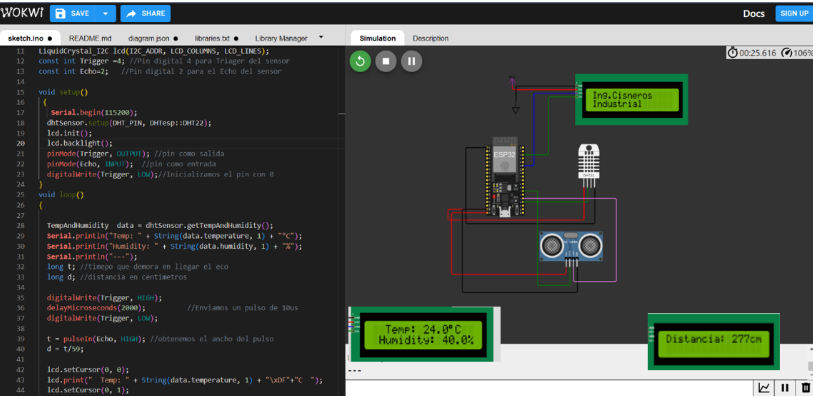 WOKWI
SAVE
SHARE
Docs
SIGN UP
sketch.ino
README.md
diagram.json
libraries.txt
Library Manager
11 LiquidCrystal_I2C lcd(I2C_ADDR, LCD_COLUMNS, LCD_LINES);
12 const int Trigger =4; //Pin digital 4 para Triager del sensor
13 const int Echo=2; //Pin digital 2 para el Echo del sensor
14
15 void setup()
16 {
17 Serial.begin(115200);
18 dhtSensor.setup(DHT_PIN, DHTesp::DHT22);
19 lcd.init();
20 lcd.backlight();
21 pinMode(Trigger, OUTPUT); //pin como salida
22 pinMode(Echo, INPUT); //pin como entrada
23 digitalWrite(Trigger, LOW);//Inicializamos el pin con 0
24 }
25 void loop()
26 {
27
28 TempAndHumidity data = dhtSensor.getTempAndHumidity();
29 Serial.println("Temp: " + String(data.temperature, 1) + "°C");
30 Serial.println("Humidity: " + String(data.humidity, 1) + "%");
31 Serial.println("---");
32 long t; //timepo que demora en llegar el eco
33 long d; //distancia en centimetros
34
35 digitalWrite(Trigger, HIGH);
36 delayMicroseconds(2000); //Enviamos un pulso de 10us
37 digitalWrite(Trigger, LOW);
38
39 t = pulseIn(Echo, HIGH); //obtenemos el ancho del pulso
40 d = t/59;
41
42 lcd.setCursor(0, 0);
43 lcd.print(" Temp: " + String(data.temperature, 1) + "\xDF"+"C ");
44 lcd.setCursor(0, 1);
Simulation
Description
00:25.616
106%
Ing.Cisneros
Industrial
ESP32
Temp: 24.0°C
Humidity: 40.0%
Distancia: 277cm
---